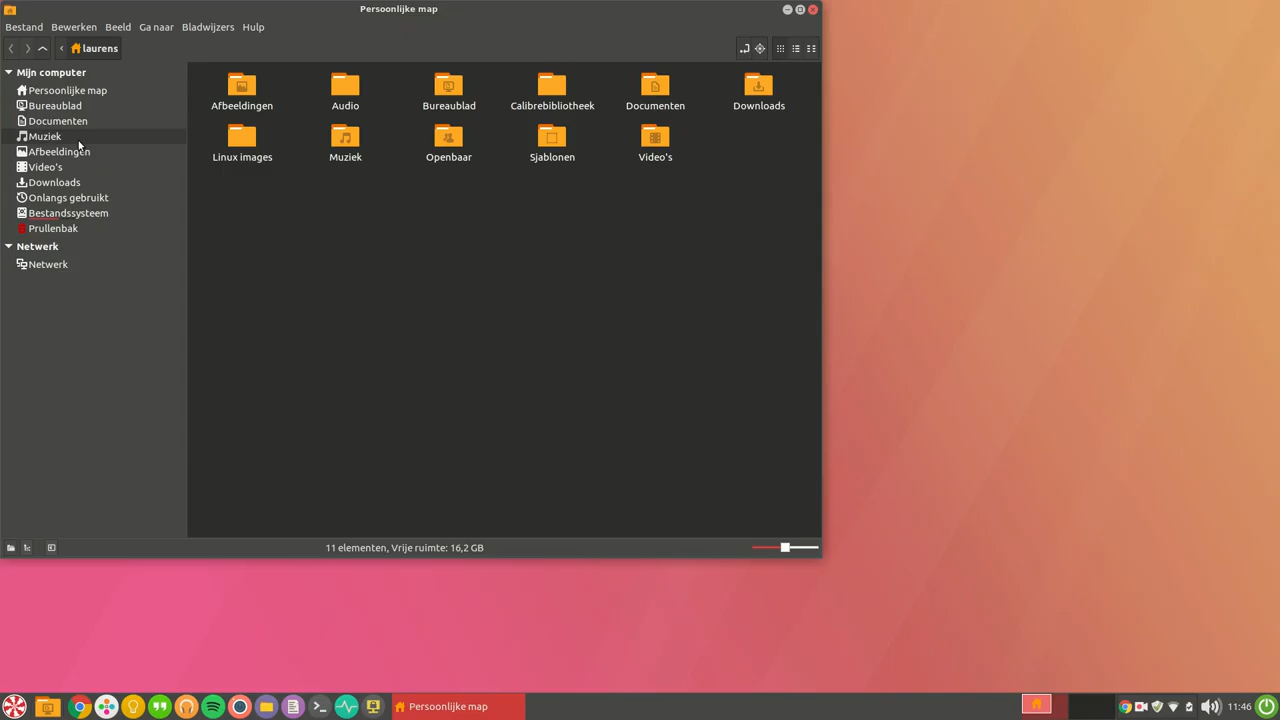 Persoonlijke map
Bestand Bewerken Beeld Ga naar Bladwijzers Hulp
laurens
Mijn computer
Persoonlijke map
Bureaublad
Documenten
Muziek
Afbeeldingen
Video's
Downloads
Onlangs gebruikt
Bestandssysteem
Prullenbak
Netwerk
Netwerk
Afbeeldingen Audio Bureaublad Calibrebibliotheek Documenten Downloads
Linux images Muziek Openbaar Sjablonen Video's
11 elementen, Vrije ruimte: 16,2 GB
Persoonlijke map
11:46